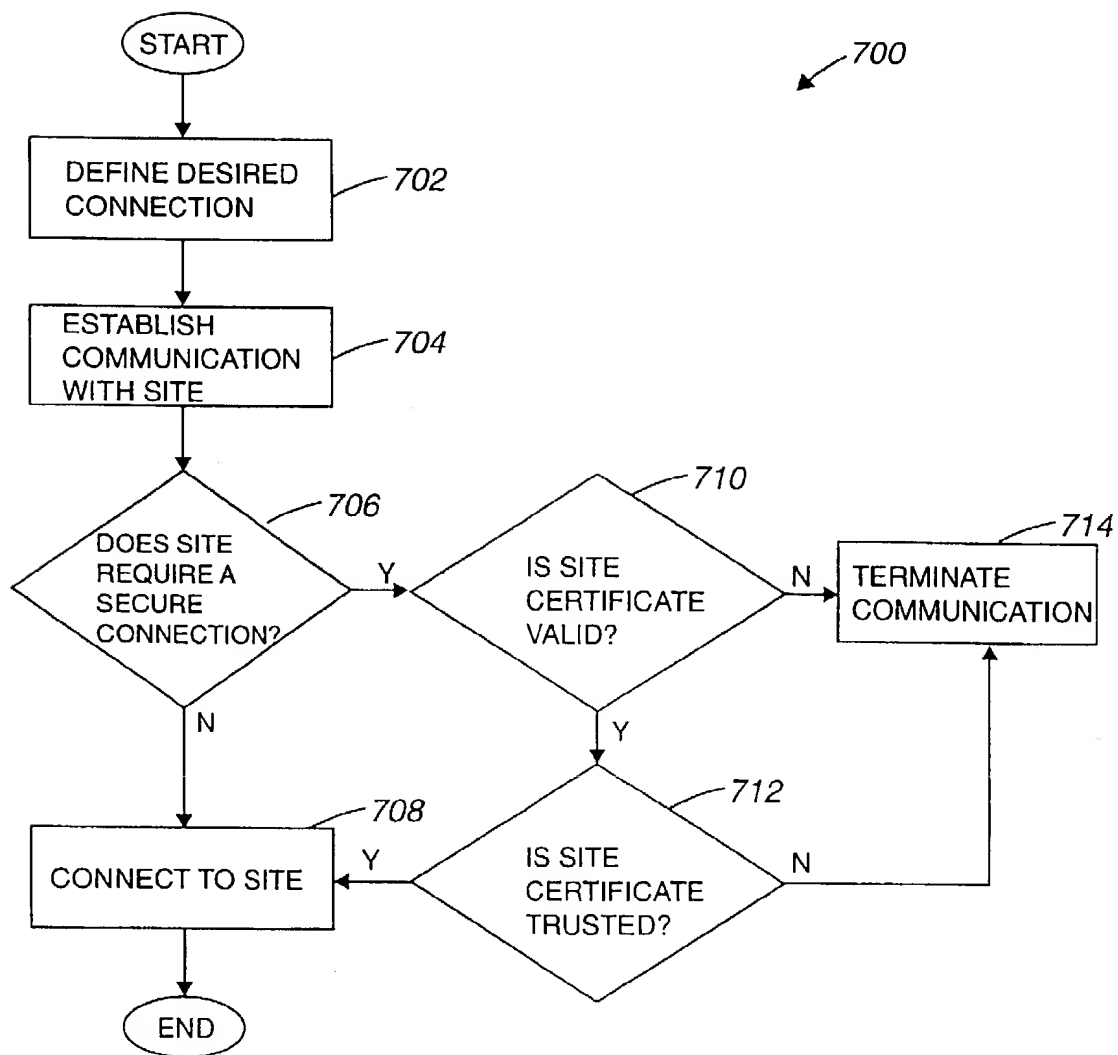 START
700
DEFINE DESIRED
CONNECTION
702
ESTABLISH
COMMUNICATION
WITH SITE
704
706
DOES SITE
REQUIRE A
SECURE
CONNECTION?
Y
N
710
IS SITE
CERTIFICATE
VALID?
N
Y
714
TERMINATE
COMMUNICATION
712
IS SITE
CERTIFICATE
TRUSTED?
Y
N
708
CONNECT TO SITE
END